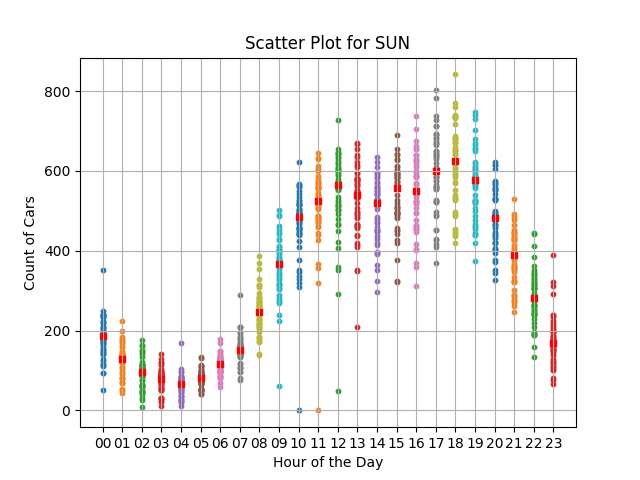 Scatter Plot for SUN
800
600
400
200
0
Count of Cars
00 01 02 03 04 05 06 07 08 09 10 11 12 13 14 15 16 17 18 19 20 21 22 23
Hour of the Day